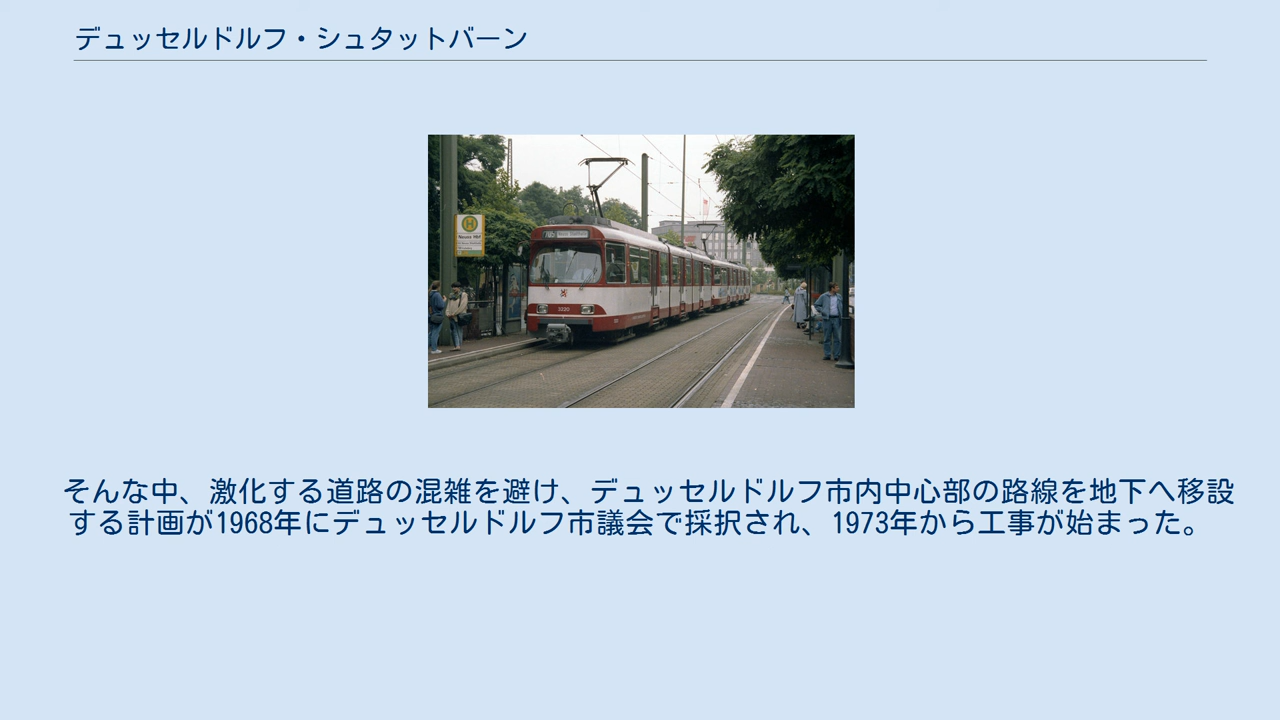 デュッセルドルフ・シュタットバーン
そんな中、激化する道路の混雑を避け、デュッセルドルフ市内中心部の路線を地下へ移設
する計画が1968年にデュッセルドルフ市議会で採択され、1973年から工事が始まった。
H
705